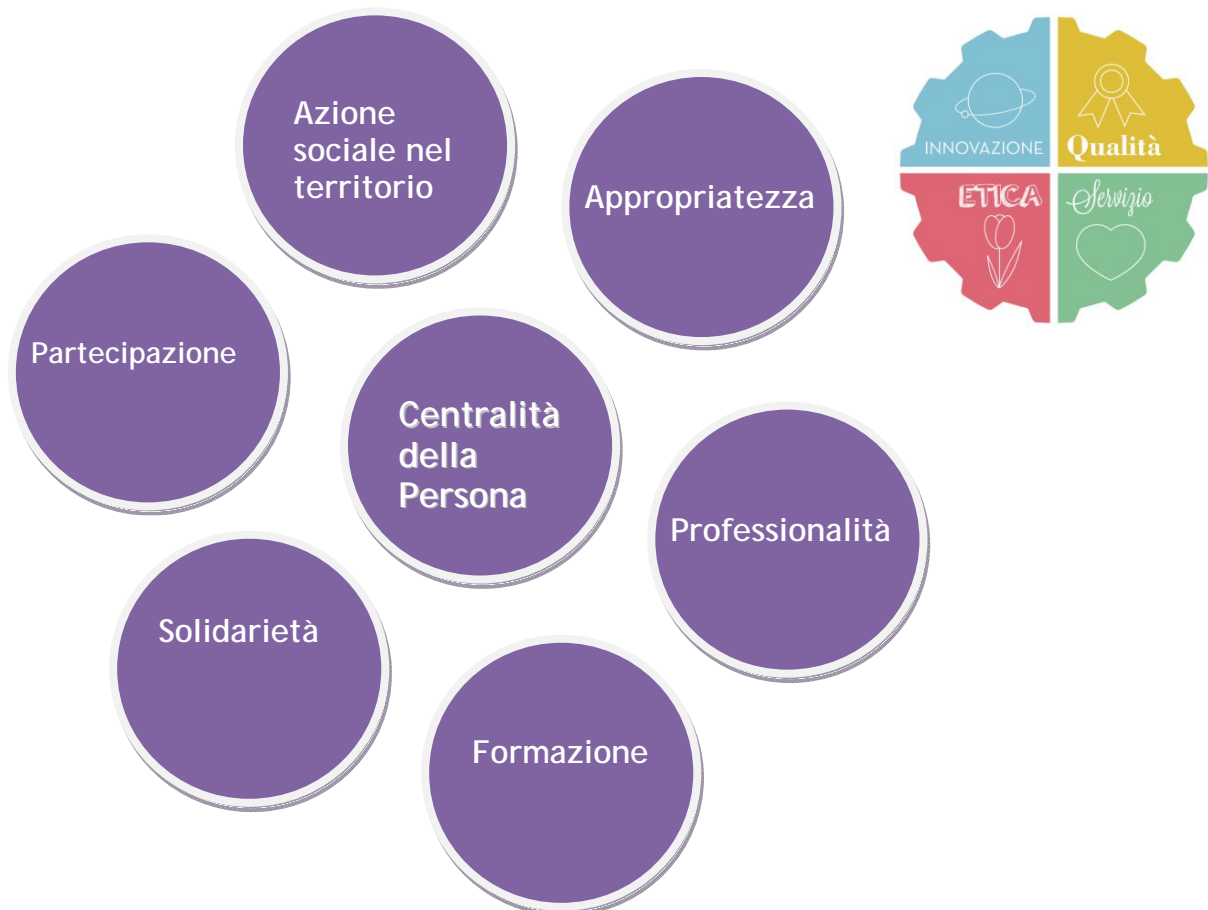 Azione
sociale nel
territorio
Appropriatezza
INNOVAZIONE
Qualità
ETICA
Servizio
Partecipazione
Centralità
della
Persona
Professionalità
Solidarietà
Formazione